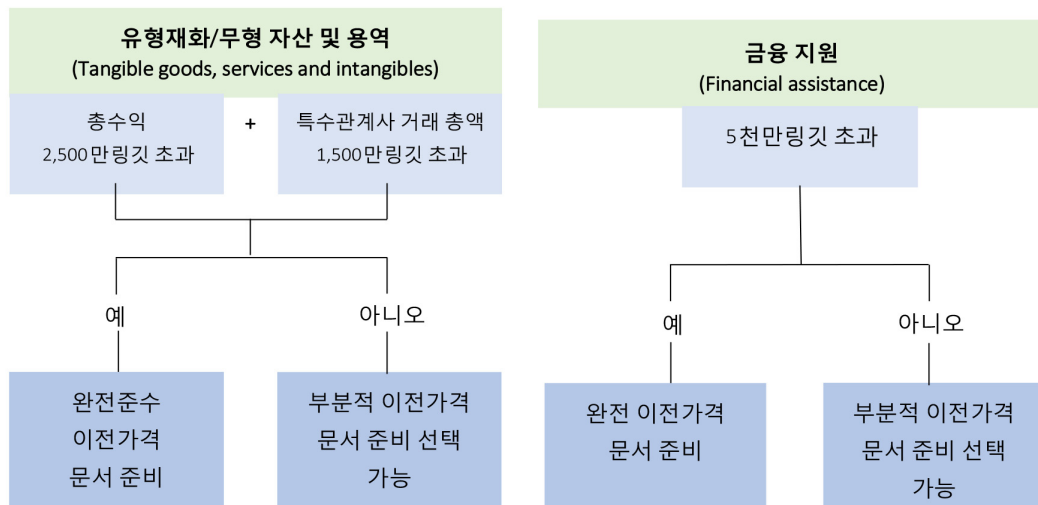 유형재화/무형 자산 및 용역
(Tangible goods, services and intangibles)
총수익
2,500만링깃 초과
+
특수관계사 거래 총액
1,500만링깃 초과
예
아니오
완전준수
이전가격
문서 준비
부분적 이전가격
문서 준비 선택
가능
금융 지원
(Financial assistance)
5천만링깃 초과
예
아니오
완전 이전가격
문서 준비
부분적 이전가격
문서 준비 선택
가능